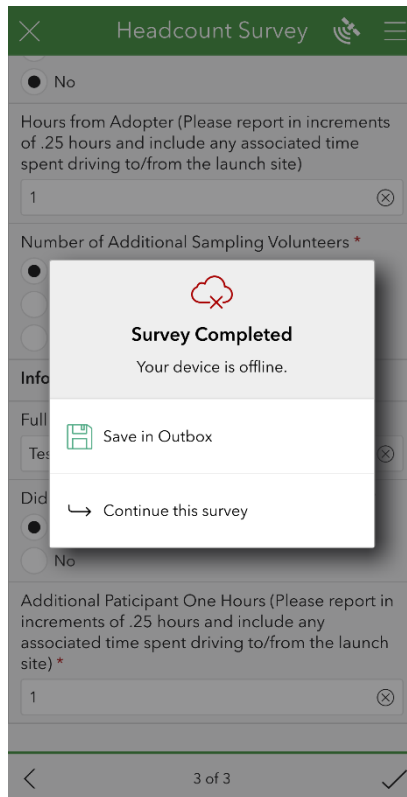 Headcount Survey
No
Hours from Adopter (Please report in increments
of .25 hours and include any associated time
spent driving to/from the launch site)
1
Number of Additional Sampling Volunteers *
Survey Completed
Your device is offline.
Info
Full
Save in Outbox
Tes
Did
Continue this survey
No
Additional Paticipant One Hours (Please report in
increments of .25 hours and include any
associated time spent driving to/from the launch
site) *
1
3 of 3